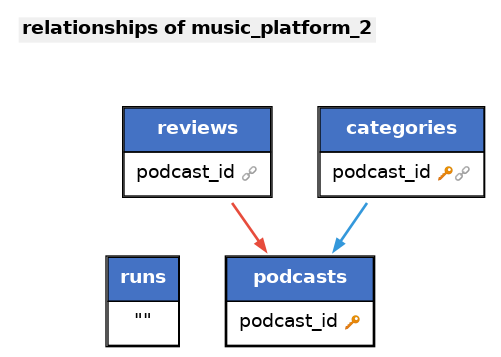 relationships of music_platform_2
reviews
podcast_id
categories
podcast_id
runs
""
podcasts
podcast_id